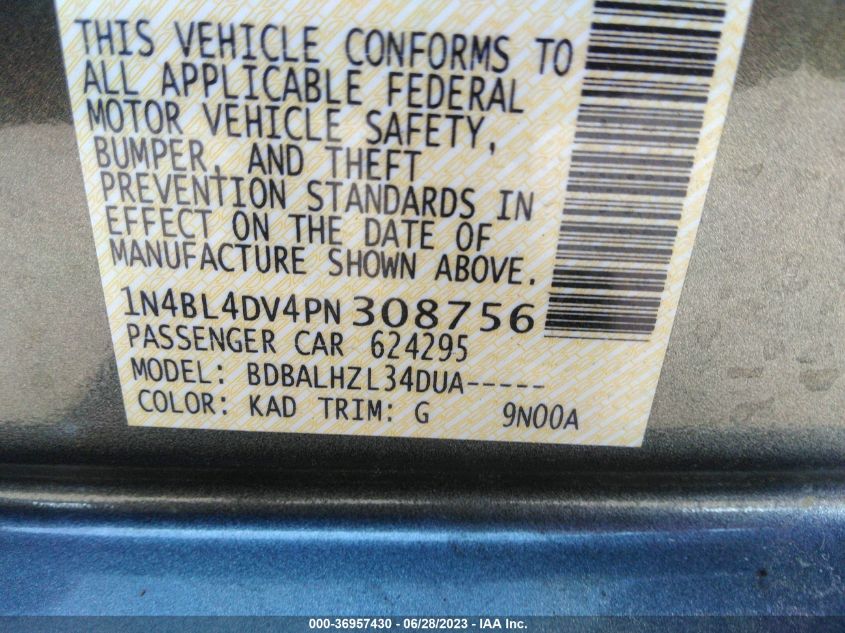 THIS VEHICLE CONFORMS TO
ALL APPLICABLE FEDERAL
MOTOR VEHICLE SAFETY,
BUMPER, AND THEFT
PREVENTION STANDARDS IN
EFFECT ON THE DATE OF
MANUFACTURE SHOWN ABOVE.
1N4BL4DV4PN308756
PASSENGER CAR 624295
MODEL: BDBALHZL34DUA-----
COLOR: KAD TRIM: G 9N00A
000-36957430 - 06/28/2023 - IAA Inc.